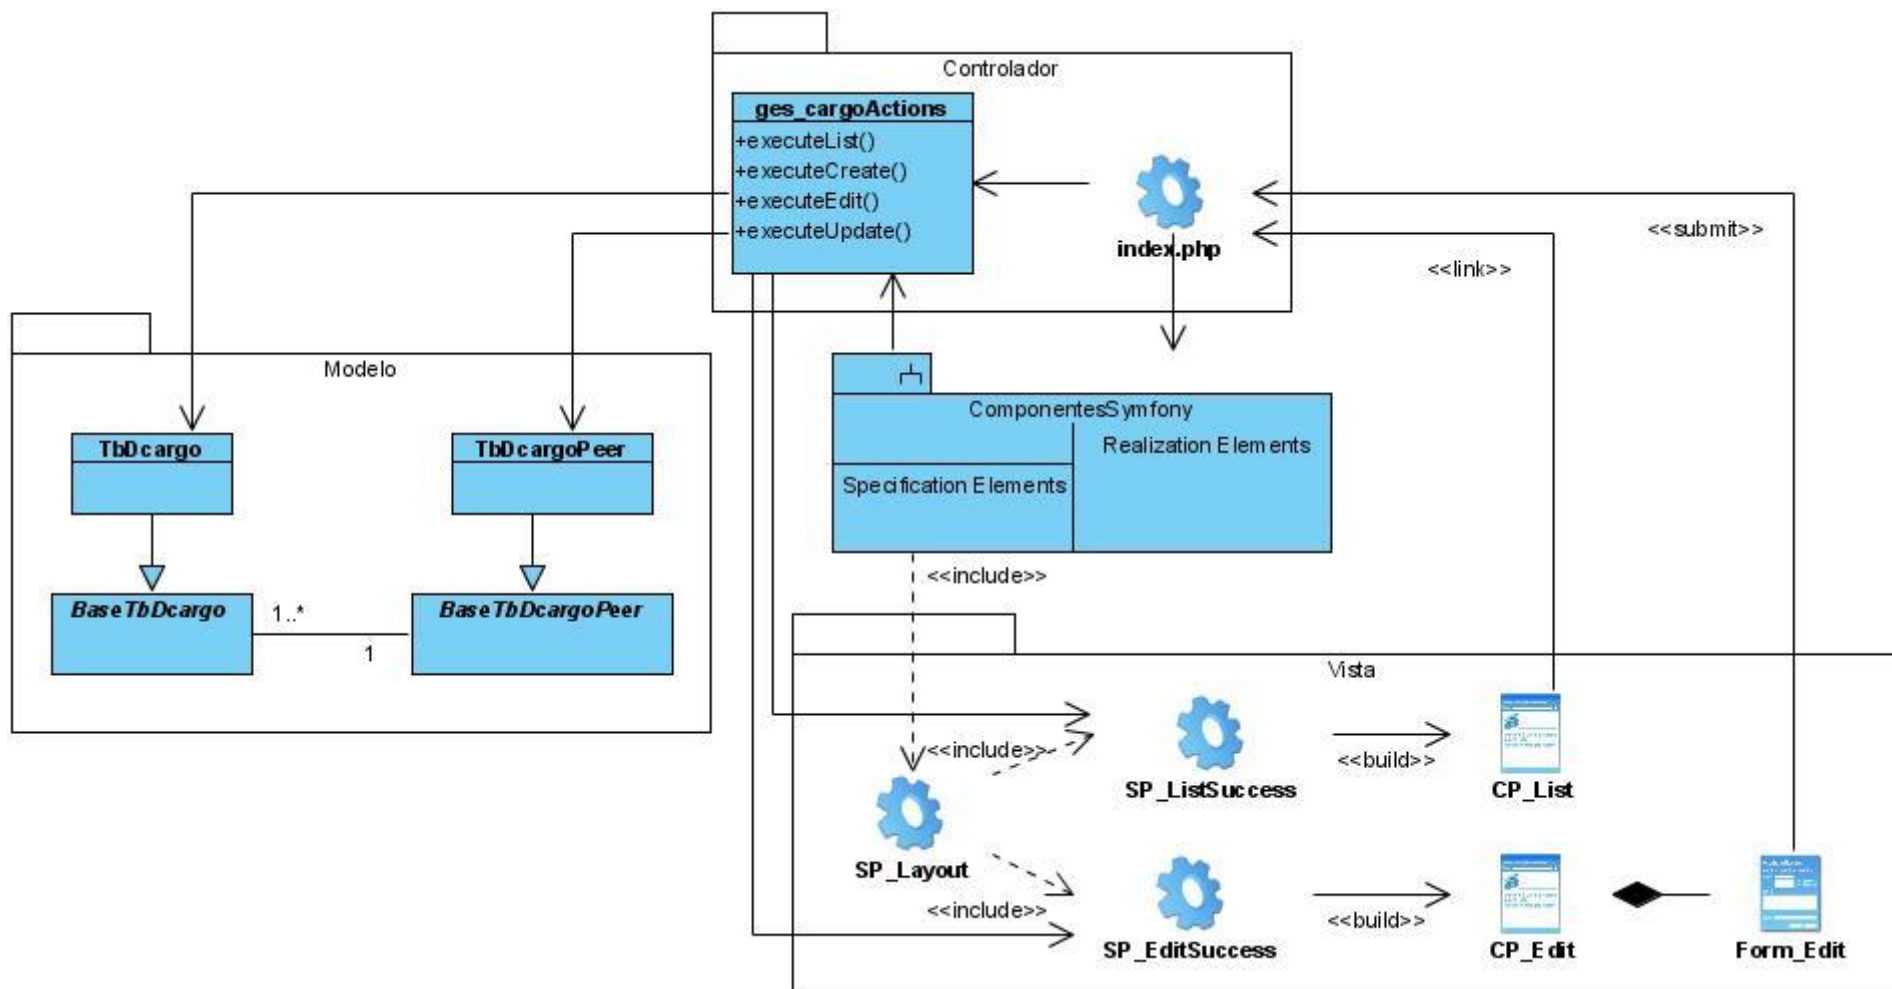 Controlador
ges_cargoActions
+executeList()
+executeCreate()
+executeEdit()
+executeUpdate()
index.php
<<submit>>
<<link>>
Modelo
TbDcargo
TbDcargoPeer
BaseTbDcargo
1..*
1
BaseTbDcargoPeer
ComponentesSymfony
Realization Elements
Specification Elements
<<include>>
Vista
<<include>>
SP_ListSuccess
<<build>>
CP_List
SP_Layout
<<include>>
SP_EditSuccess
<<build>>
CP_Edit
Form_Edit